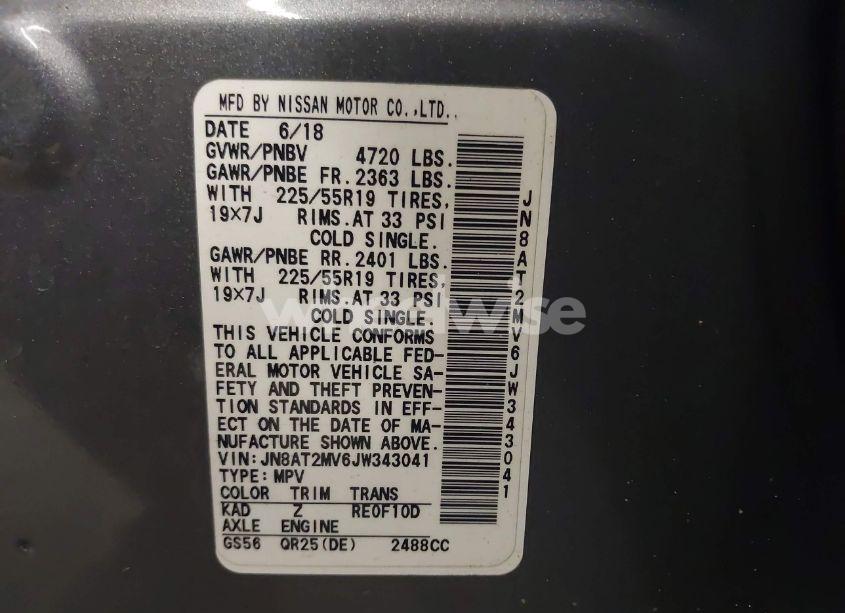 MFD BY NISSAN MOTOR CO.,LTD.
DATE 6/18
GVWR/PNBV 4720 LBS.
GAWR/PNBE FR. 2363 LBS.
WITH 225/55R19 TIRES,
19×7J RIMS.AT 33 PSI
COLD SINGLE.
GAWR/PNBE RR. 2401 LBS.
WITH 225/55R19 TIRES,
19×7J RIMS.AT 33 PSI
COLD SINGLE.
THIS VEHICLE CONFORMS
TO ALL APPLICABLE FED-
ERAL MOTOR VEHICLE SA-
FETY AND THEFT PREVEN-
TION STANDARDS IN EFF-
ECT ON THE DATE OF MA-
NUFACTURE SHOWN ABOVE.
VIN:JN8AT2MV6JW343041
TYPE:MPV
COLOR TRIM TRANS
KAD Z RE0F10D
AXLE ENGINE
GS56 QR25(DE) 2488CC
JN8AT2MV6JW343041